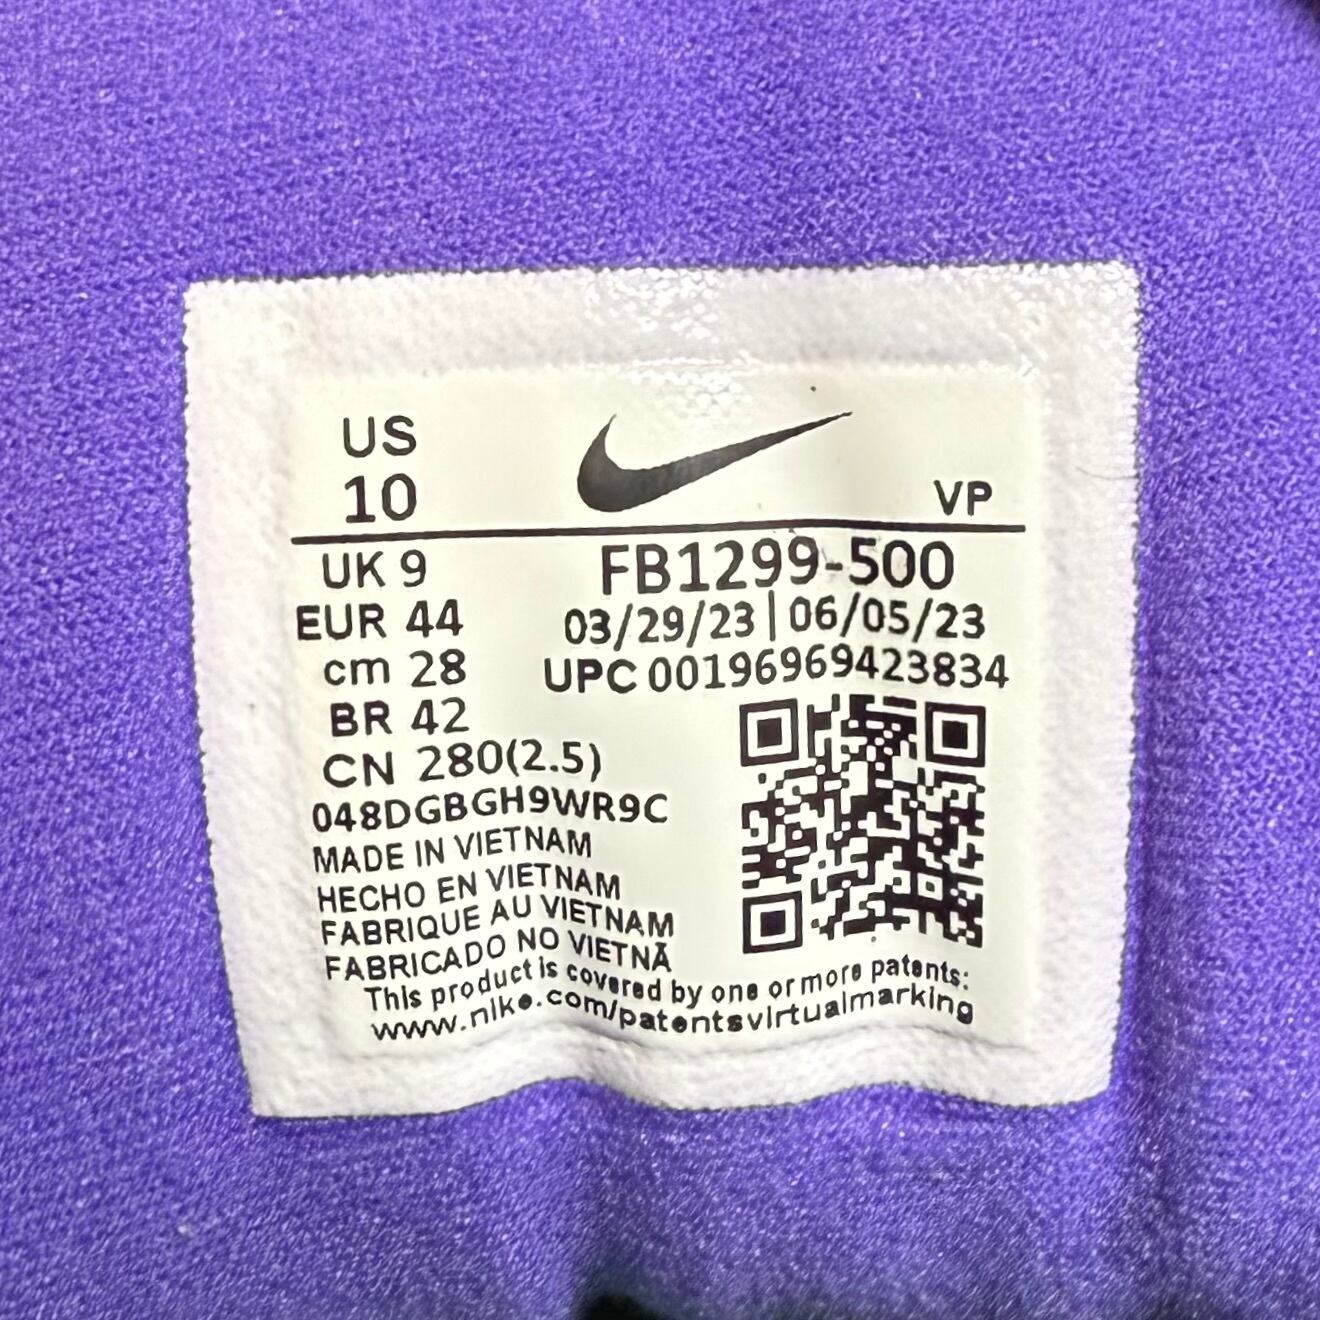 US
10
VP
UK 9
EUR 44
cm 28
BR 42
CN 280(2.5)
FB1299-500
03/29/23|06/05/23
UPC 00196969423834
048DGBGH9WR9C
MADE IN VIETNAM
HECHO EN VIETNAM
FABRIQUE AU VIETNAM
FABRICADO NO VIETNÃ
This product is covered by one or more patents:
www.nike.com/patentsvirtualmarking